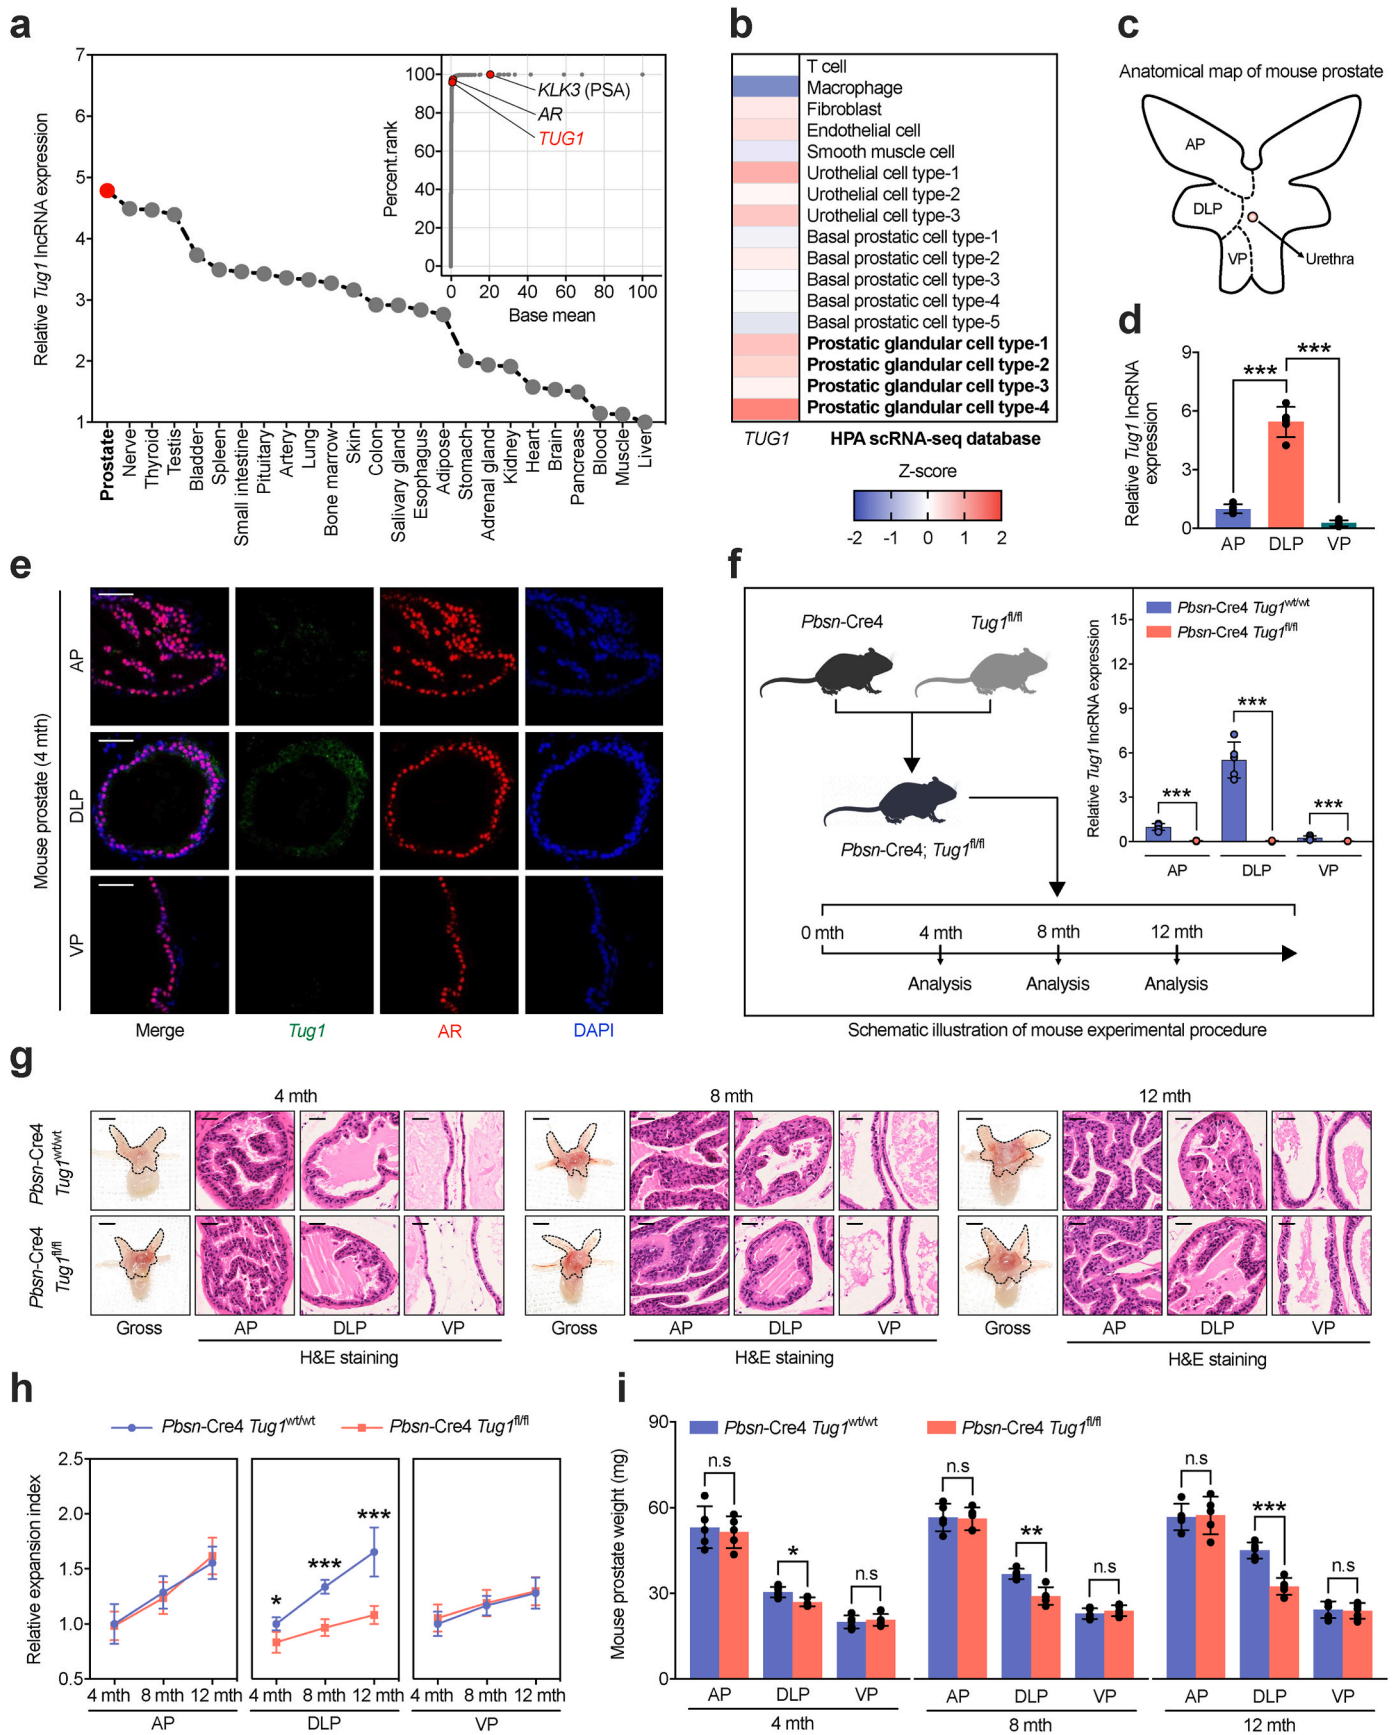 a
Relative Tug1 lncRNA expression
7
6
5
4
3
2
1
Prostate
Nerve
Thyroid
Testis
Bladder
Spleen
Small intestine
Pituitary
Artery
Lung
Bone marrow
Skin
Colon
Salivary gland
Esophagus
Adipose
Stomach
Adrenal gland
Kidney
Heart
Brain
Pancreas
Blood
Muscle
Liver
Percent.rank
100
80
60
40
20
0
0 20 40 60 80 100
Base mean
KLK3 (PSA)
AR
TUG1
b
T cell
Macrophage
Fibroblast
Endothelial cell
Smooth muscle cell
Urothelial cell type-1
Urothelial cell type-2
Urothelial cell type-3
Basal prostatic cell type-1
Basal prostatic cell type-2
Basal prostatic cell type-3
Basal prostatic cell type-4
Basal prostatic cell type-5
Prostatic glandular cell type-1
Prostatic glandular cell type-2
Prostatic glandular cell type-3
Prostatic glandular cell type-4
TUG1 HPA scRNA-seq database
Z-score
-2 -1 0 1 2
c
Anatomical map of mouse prostate
AP
DLP
VP
Urethra
d
Relative Tug1 lncRNA
expression
9
6
3
0
*** ***
AP DLP VP
e
Mouse prostate (4 mth)
AP
DLP
VP
Merge Tug1 AR DAPI
f
Pbsn-Cre4 Tug1fl/fl
Pbsn-Cre4; Tug1fl/fl
0 mth 4 mth 8 mth 12 mth
Analysis Analysis Analysis
Pbsn-Cre4 Tug1wt/wt
Pbsn-Cre4 Tug1fl/fl
Relative Tug1 lncRNA expression
15
12
9
6
3
0
*** *** ***
AP DLP VP
Schematic illustration of mouse experimental procedure
g
4 mth 8 mth 12 mth
Pbsn-Cre4
Tug1wt/wt
Pbsn-Cre4
Tug1fl/fl
Gross AP DLP VP Gross AP DLP VP Gross AP DLP VP
H&E staining H&E staining H&E staining
h
Pbsn-Cre4 Tug1wt/wt Pbsn-Cre4 Tug1fl/fl
Relative expansion index
2.5
2.0
1.5
1.0
0.5
* *** ***
4 mth 8 mth 12 mth 4 mth 8 mth 12 mth 4 mth 8 mth 12 mth
AP DLP VP
i
Pbsn-Cre4 Tug1wt/wt Pbsn-Cre4 Tug1fl/fl
Mouse prostate weight (mg)
90
60
30
0
n.s * n.s n.s ** n.s n.s *** n.s
AP DLP VP AP DLP VP AP DLP VP
4 mth 8 mth 12 mth